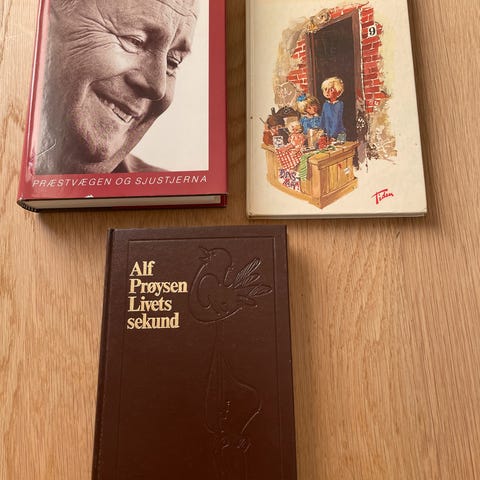 PRÆSTVÆGEN OG SJUSTJERNA
9
Tiden
Alf
Prøysen
Livets
sekund